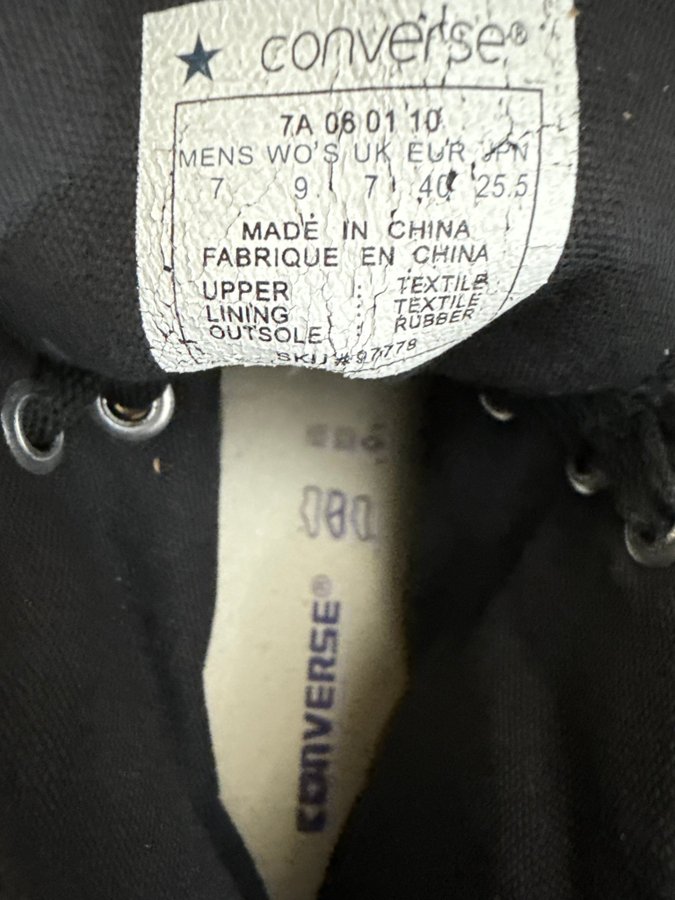 converse®
7A 06 01 10
MENS WO'S UK EUR JPN
7 9 7 40 25.5
MADE IN CHINA
FABRIQUE EN CHINA
UPPER : TEXTILE
LINING : TEXTILE
OUTSOLE : RUBBER
SKU #97778
CONVERSE®